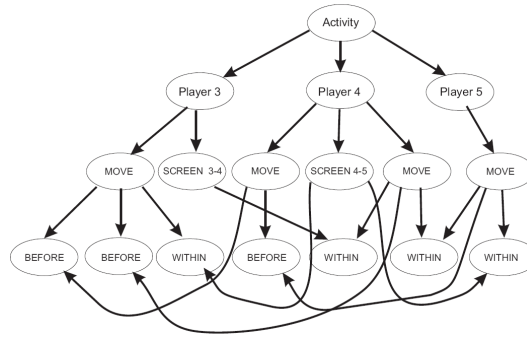 Activity
Player 3
Player 4
Player 5
MOVE
SCREEN 3-4
MOVE
SCREEN 4-5
MOVE
MOVE
BEFORE
BEFORE
WITHIN
BEFORE
WITHIN
WITHIN
WITHIN